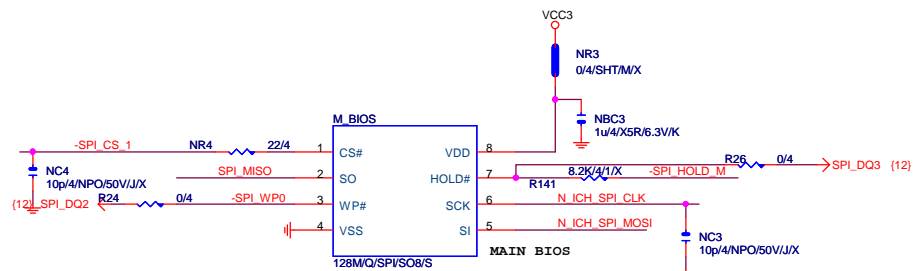 VCC3
NR3
0/4/SHT/M/X
M_BIOS
NBC3
1u/4/X5R/6.3V/K
-SPI_CS_1 NR4 22/4 1 CS# VDD 8
NC4
10p/4/NPO/50V/J/X
SPI_MISO 2 SO HOLD# 7 R141 8.2K/4/1/X -SPI_HOLD_M R26 0/4 SPI_DQ3 {12}
{12} SPI_DQ2 R24 0/4 -SPI_WP0 3 WP# SCK 6 N_ICH_SPI_CLK
4 VSS SI 5 N_ICH_SPI_MOSI
NC3
10p/4/NPO/50V/J/X
MAIN BIOS
128M/Q/SPI/SO8/S